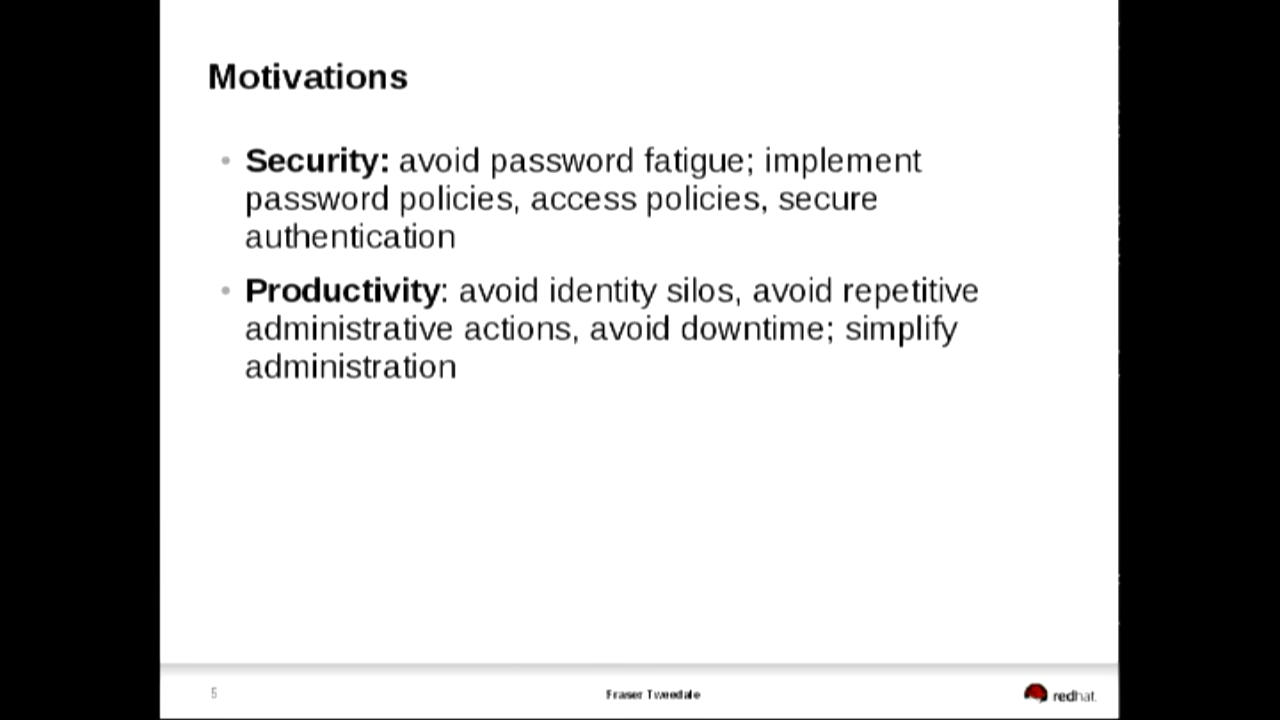 Motivations
• Security: avoid password fatigue; implement
password policies, access policies, secure
authentication
• Productivity: avoid identity silos, avoid repetitive
administrative actions, avoid downtime; simplify
administration
5
Fraser Tweedale
redhat.